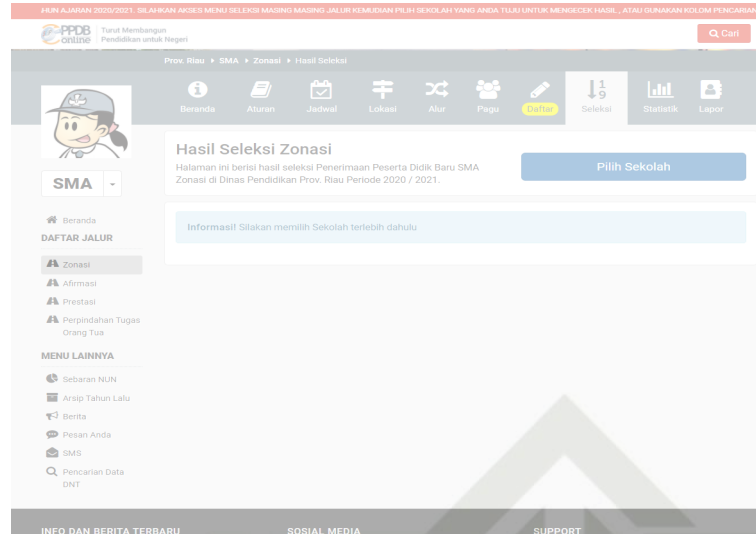 HUN AJARAN 2020/2021. SILAHKAN AKSES MENU SELEKSI MASING MASING JALUR KEMUDIAN PILIH SEKOLAH YANG ANDA TUJU UNTUK MENGECEK HASIL , ATAU GUNAKAN KOLOM PENCARIAN
PPDB online
Turut Membangun
Pendidikan untuk Negeri
Cari
Prov. Riau SMA Zonasi Hasil Seleksi
Beranda Aturan Jadwal Lokasi Alur Pagu Daftar Seleksi Statistik Lapor
SMA
Hasil Seleksi Zonasi
Halaman ini berisi hasil seleksi Penerimaan Peserta Didik Baru SMA
Zonasi di Dinas Pendidikan Prov. Riau Periode 2020 / 2021.
Pilih Sekolah
Informasi! Silakan memilih Sekolah terlebih dahulu
Beranda
DAFTAR JALUR
Zonasi
Afirmasi
Prestasi
Perpindahan Tugas
Orang Tua
MENU LAINNYA
Sebaran NUN
Arsip Tahun Lalu
Berita
Pesan Anda
SMS
Pencarian Data
DNT
INFO DAN BERITA TERBARU SOSIAL MEDIA SUPPORT